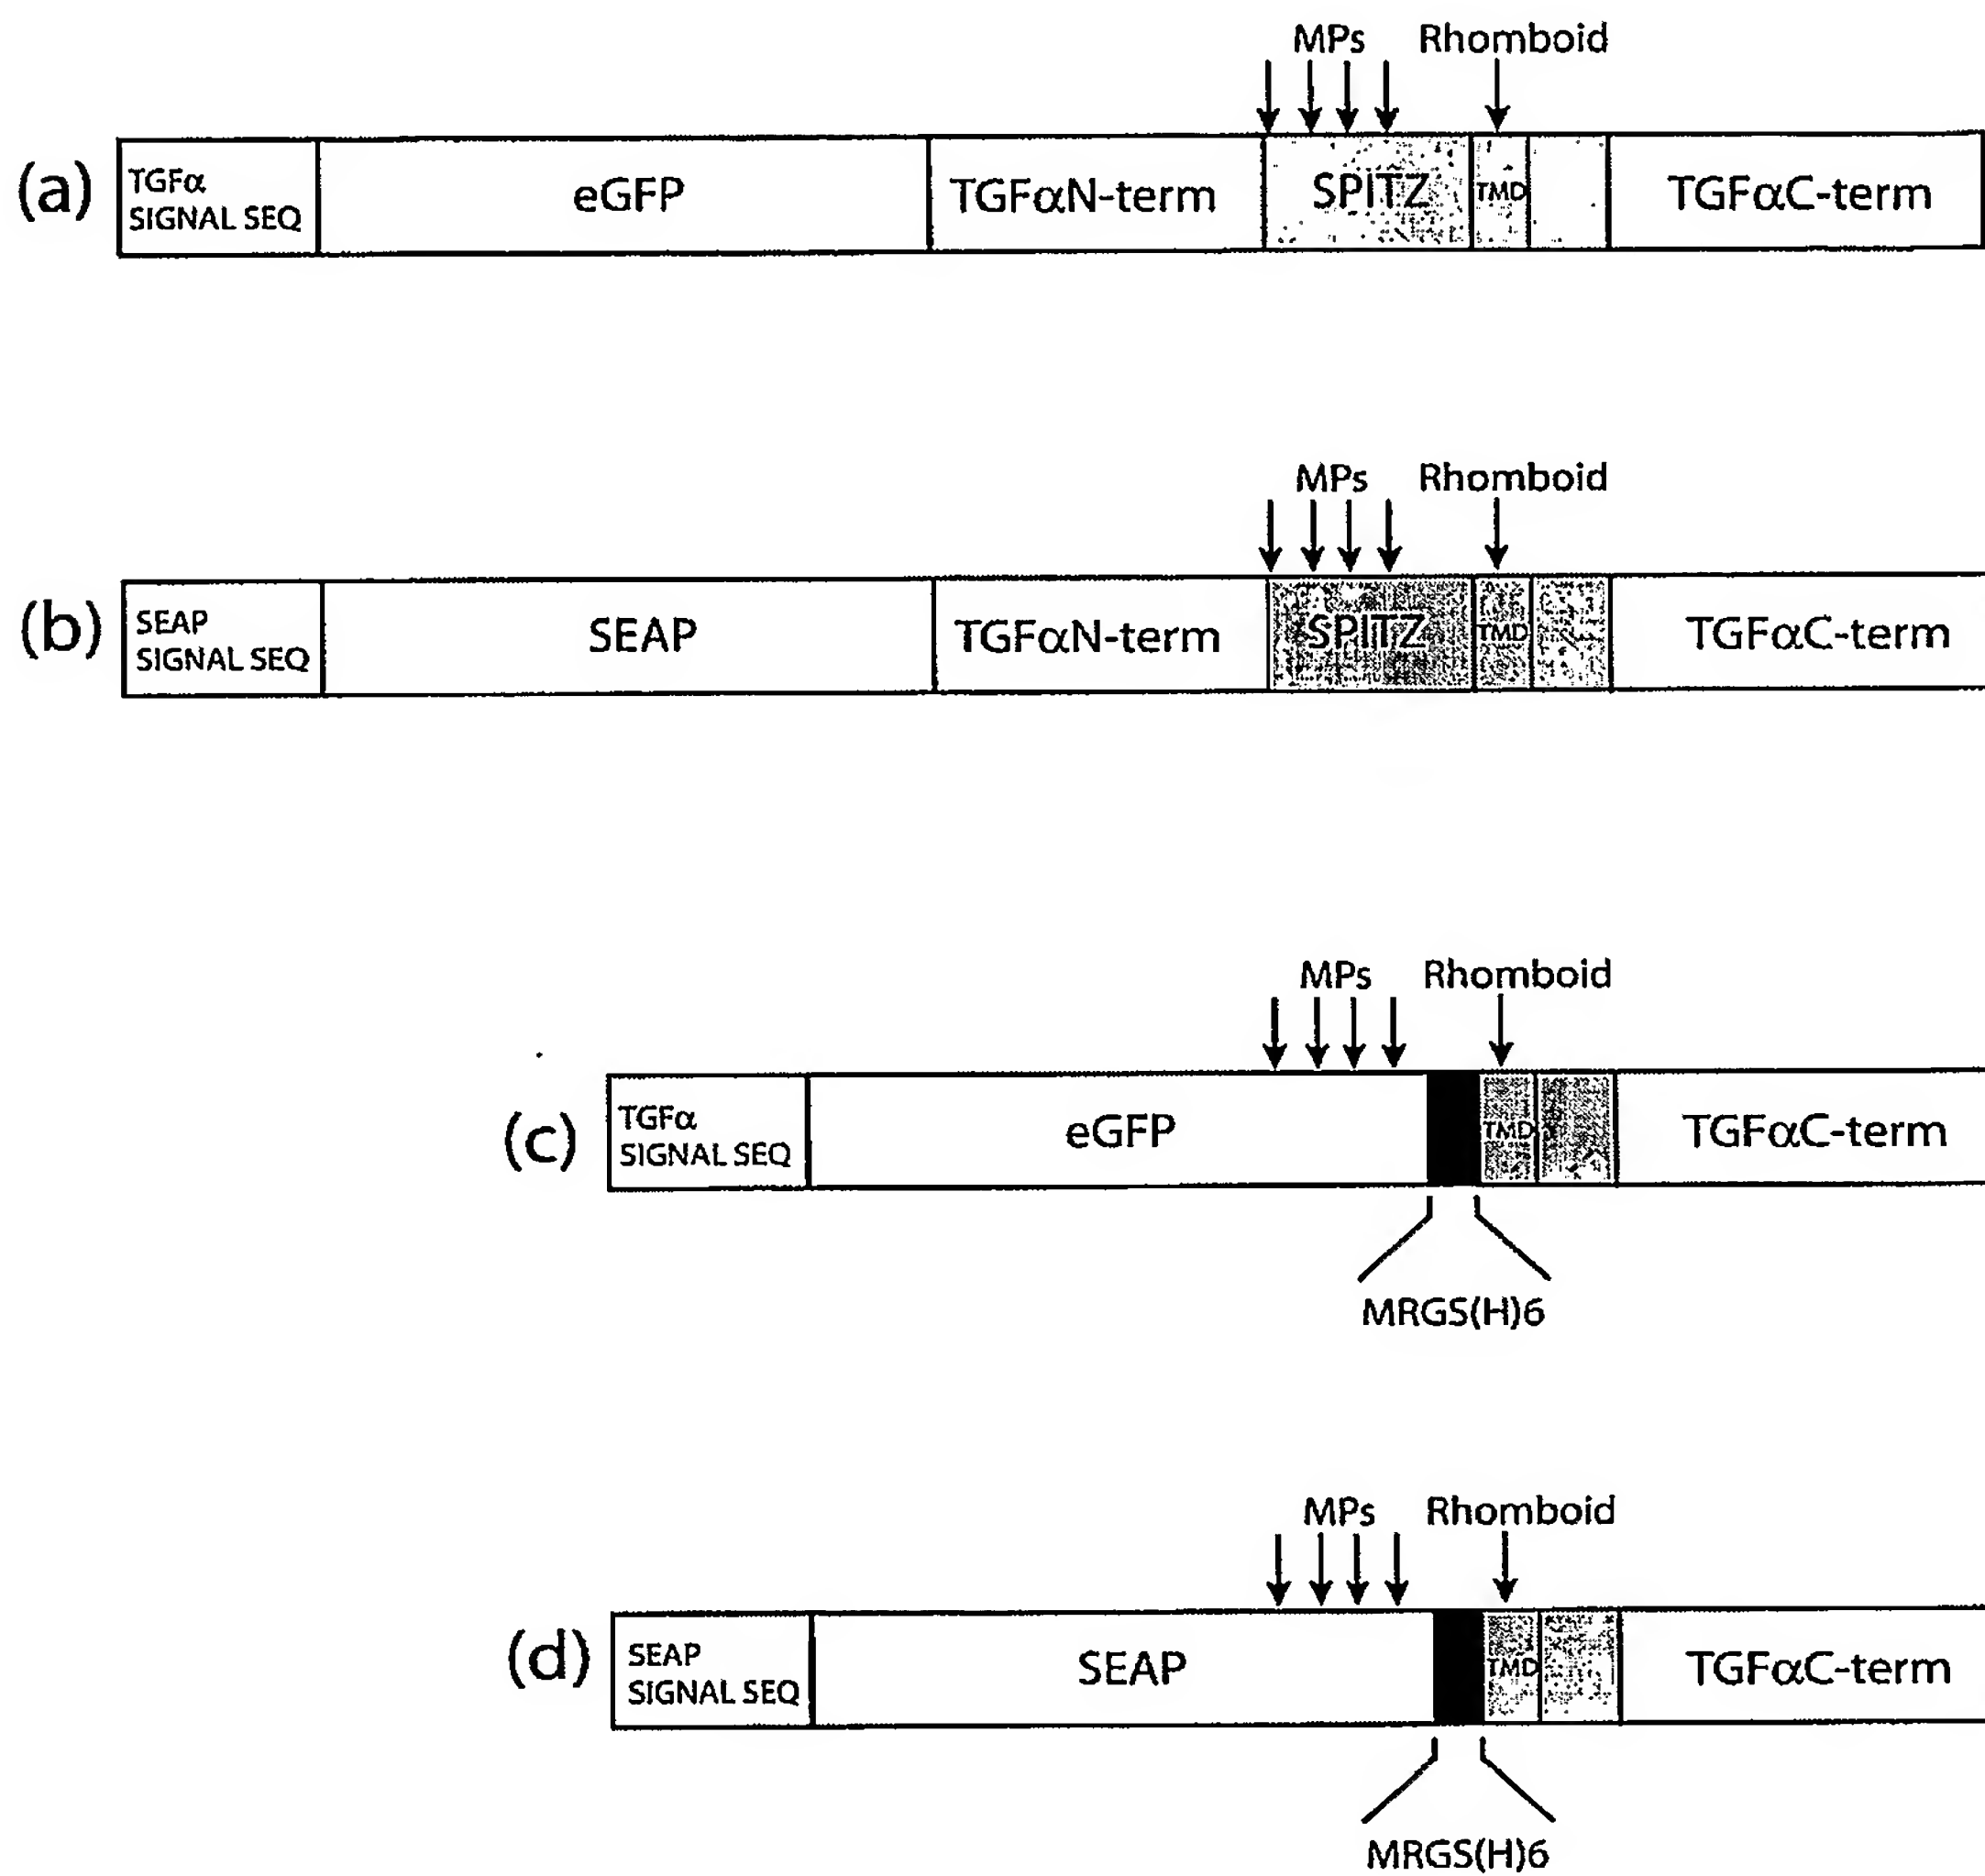 MPs Rhomboid
(a) TGFα SIGNAL SEQ eGFP TGFαN-term SPITZ TMD TGFαC-term
MPs Rhomboid
(b) SEAP SIGNAL SEQ SEAP TGFαN-term SPITZ TMD TGFαC-term
MPs Rhomboid
(c) TGFα SIGNAL SEQ eGFP TMD TGFαC-term
MRGS(H)6
MPs Rhomboid
(d) SEAP SIGNAL SEQ SEAP TMD TGFαC-term
MRGS(H)6